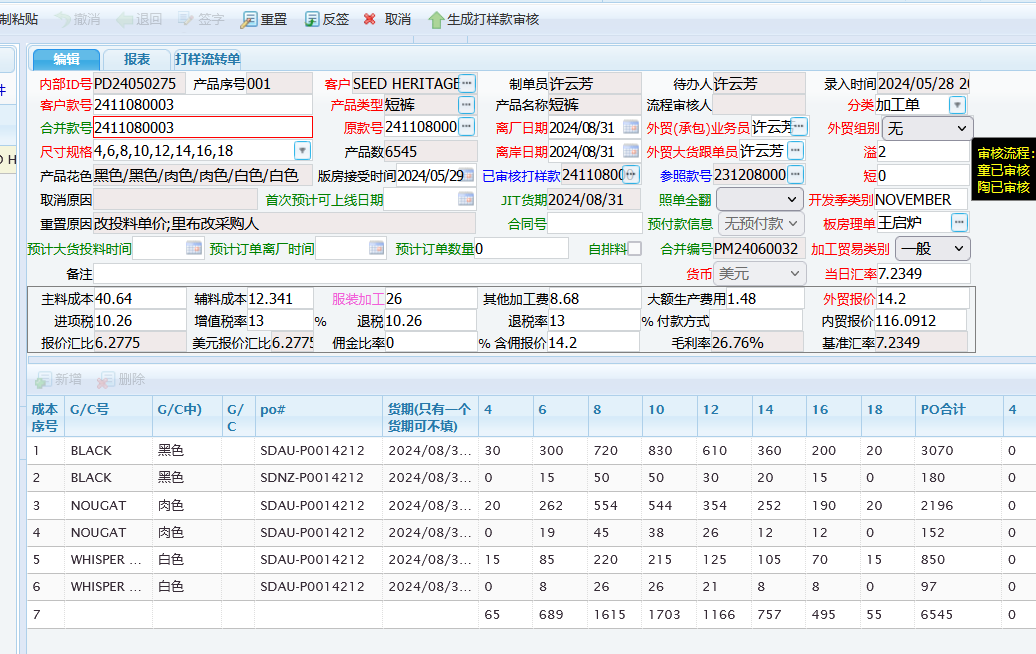 制粘贴 撤消 退回 签字 重置 反签 取消 生成打样款审核
编辑 报表 打样流转单
内部ID号 PD24050275 产品序号 001 客户 SEED HERITAGE 制单员 许云芳 待办人 许云芳 录入时间 2024/05/28 20
客户款号 2411080003 产品类型 短裤 产品名称 短裤 流程审核人 分类 加工单
件
合并款号 2411080003 原款号 241108000 离厂日期 2024/08/31 外贸(承包)业务员 许云芳 外贸组别 无
尺寸规格 4,6,8,10,12,14,16,18 产品数 6545 离岸日期 2024/08/31 外贸大货跟单员 许云芳 溢 2
审核流程:
O H
产品花色 黑色/黑色/肉色/肉色/白色/白色 版房接受时间 2024/05/29 已审核打样款 2411080 参照款号 231208000 短 0
童已审核
陶已审核
取消原因 首次预计可上线日期 JIT货期 2024/08/31 照单全翻 开发季类别 NOVEMBER
重置原因 改投料单价;里布改采购人 合同号 预付款信息 无预付款 板房理单 王启炉
预计大货投料时间 预计订单离厂时间 预计订单数量 0 自排料 合并编号 PM24060032 加工贸易类别 一般
备注 货币 美元 当日汇率 7.2349
主料成本 40.64 辅料成本 12.341 服装加工 26 其他加工费 8.68 大额生产费用 1.48 外贸报价 14.2
进项税 10.26 增值税率 13 % 退税 10.26 退税率 13 % 付款方式 内贸报价 116.0912
报价汇比 6.2775 美元报价汇比 6.2775 佣金比率 0 % 含佣报价 14.2 毛利率 26.76% 基准汇率 7.2349
新增 删除
成本序号 G/C号 G/C中) G/C po# 货期(只有一个货期可不填) 4 6 8 10 12 14 16 18 PO合计 4
1 BLACK 黑色 SDAU-P0014212 2024/08/3... 30 300 720 830 610 360 200 20 3070 0
2 BLACK 黑色 SDNZ-P0014212 2024/08/3... 0 15 50 50 30 20 15 0 180 0
3 NOUGAT 肉色 SDAU-P0014212 2024/08/3... 20 262 554 544 354 252 190 20 2196 0
4 NOUGAT 肉色 SDAU-P0014212 2024/08/3... 0 19 45 38 26 12 12 0 152 0
5 WHISPER ... 白色 SDAU-P0014212 2024/08/3... 15 85 220 215 125 105 70 15 850 0
6 WHISPER ... 白色 SDAU-P0014212 2024/08/3... 0 8 26 26 21 8 8 0 97 0
7 65 689 1615 1703 1166 757 495 55 6545 0